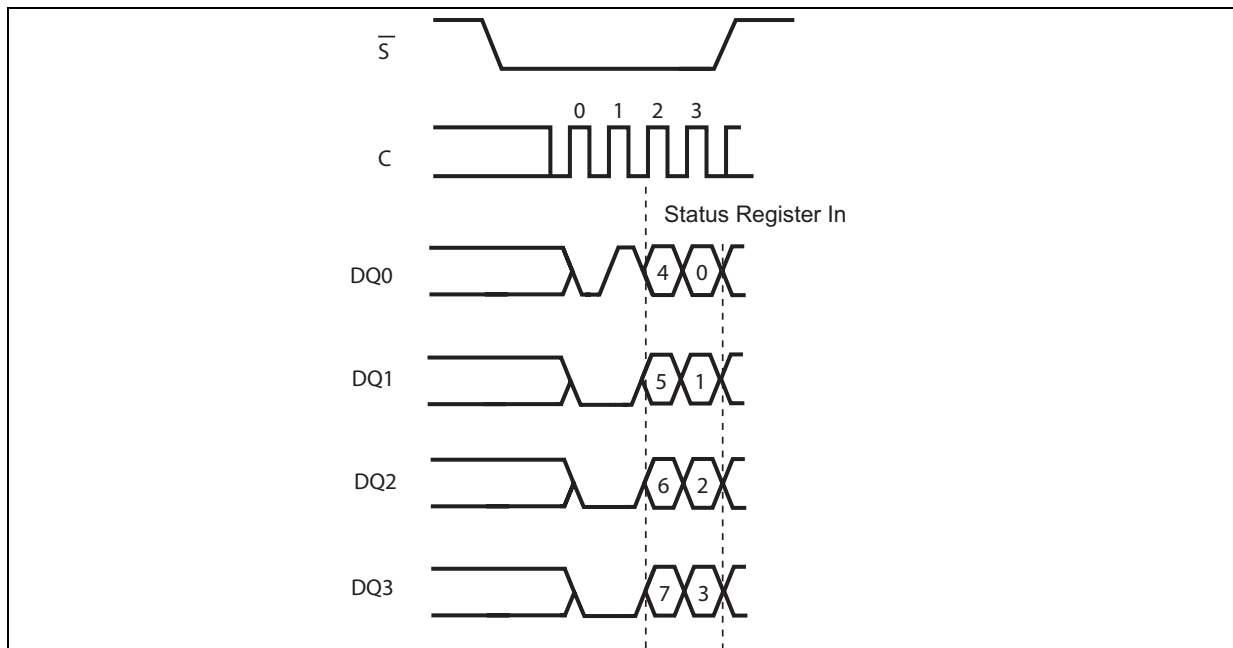 S
0 1 2 3
C
Status Register In
DQ0 4 0
DQ1 5 1
DQ2 6 2
DQ3 7 3